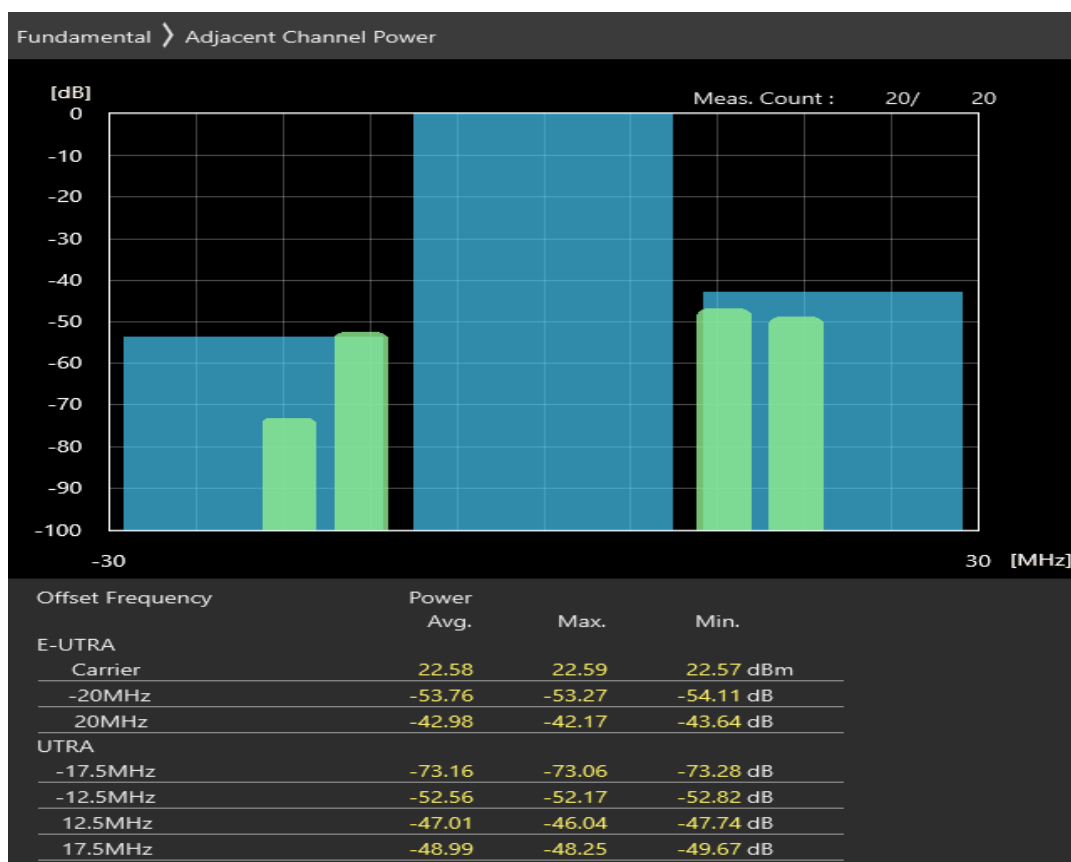 Fundamental ❯ Adjacent Channel Power
[dB]
Meas. Count : 20/ 20
0
-10
-20
-30
-40
-50
-60
-70
-80
-90
-100
-30 30 [MHz]
Offset Frequency Power
Avg. Max. Min.
E-UTRA
Carrier 22.58 22.59 22.57 dBm
-20MHz -53.76 -53.27 -54.11 dB
20MHz -42.98 -42.17 -43.64 dB
UTRA
-17.5MHz -73.16 -73.06 -73.28 dB
-12.5MHz -52.56 -52.17 -52.82 dB
12.5MHz -47.01 -46.04 -47.74 dB
17.5MHz -48.99 -48.25 -49.67 dB